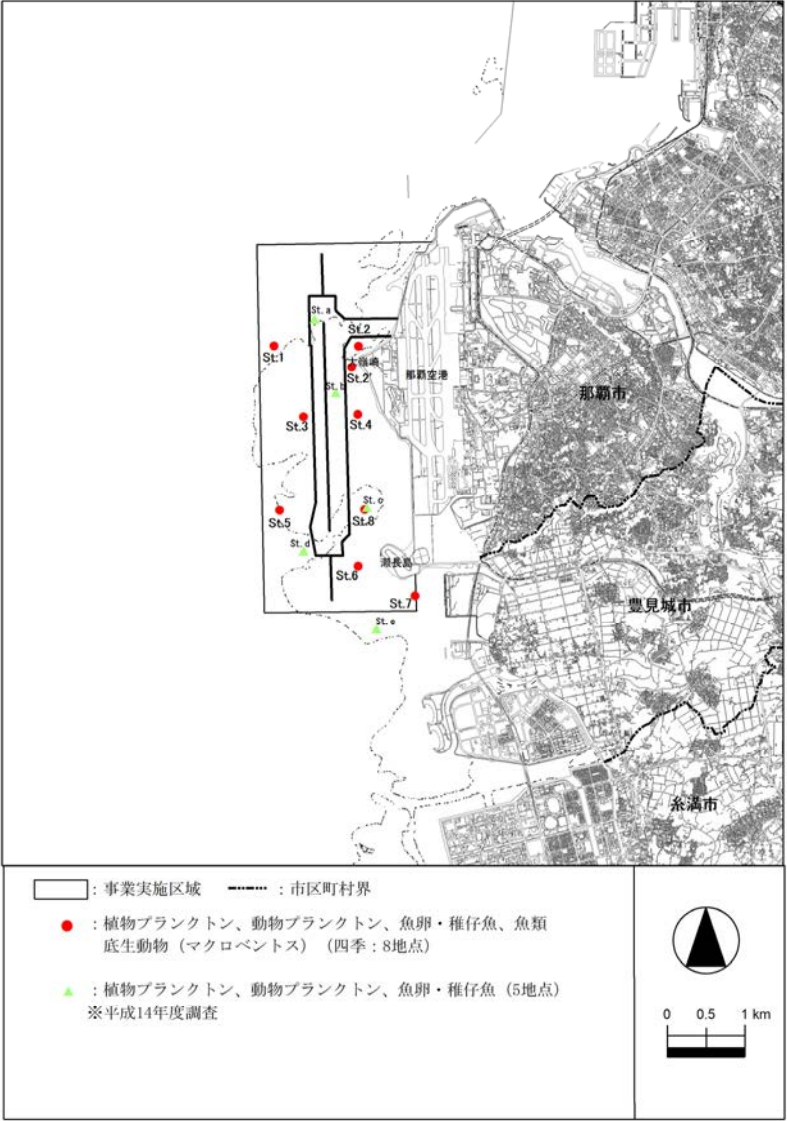 St.a
St.2
St.1
大嶺崎
St.2'
那覇空港
St.b
那覇市
St.3
St.4
St.c
St.5
St.8
St.d
瀬長島
St.6
St.7
豊見城市
St.e
糸満市
：事業実施区域　：市区町村界
：植物プランクトン、動物プランクトン、魚卵・稚仔魚、魚類
底生動物（マクロベントス）（四季：8地点）
：植物プランクトン、動物プランクトン、魚卵・稚仔魚（5地点）
※平成14年度調査
0 0.5 1 km